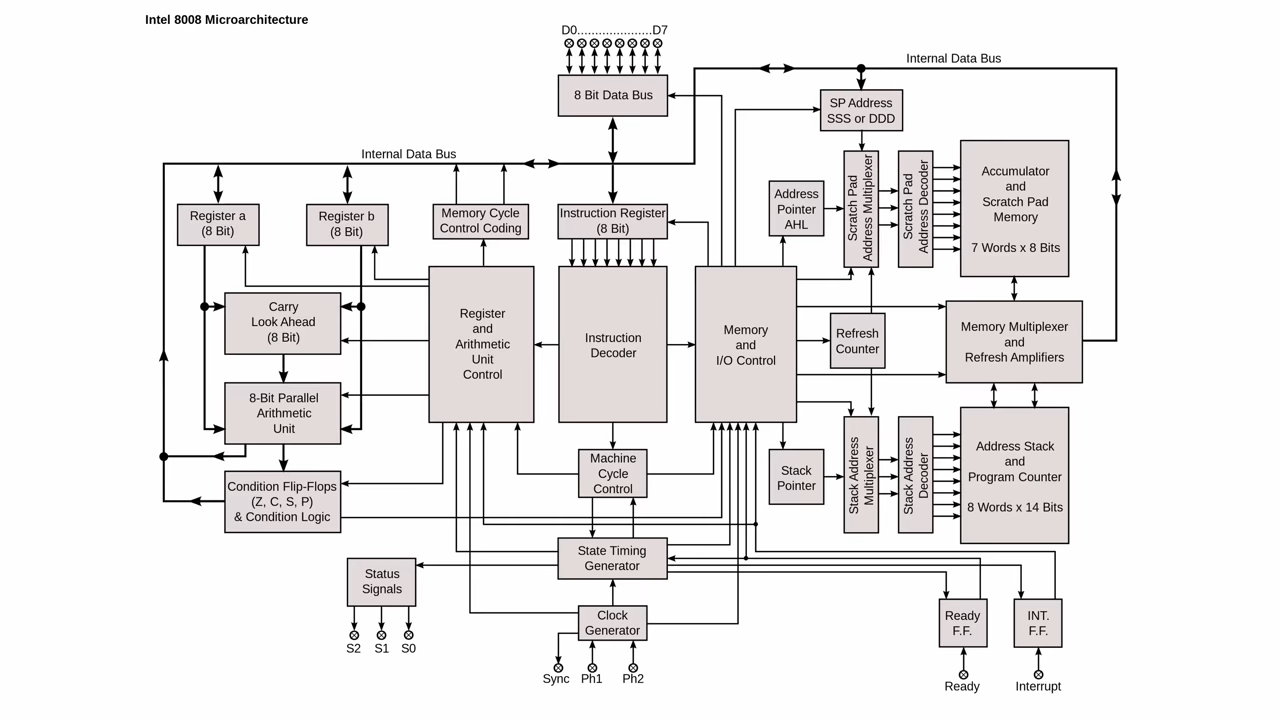 Intel 8008 Microarchitecture
D0.....................D7
8 Bit Data Bus
Internal Data Bus
SP Address
SSS or DDD
Internal Data Bus
Register a
(8 Bit)
Register b
(8 Bit)
Memory Cycle
Control Coding
Instruction Register
(8 Bit)
Address
Pointer
AHL
Scratch Pad
Address Multiplexer
Scratch Pad
Address Decoder
Accumulator
and
Scratch Pad
Memory
7 Words x 8 Bits
Carry
Look Ahead
(8 Bit)
Register
and
Arithmetic
Unit
Control
Instruction
Decoder
Memory
and
I/O Control
Refresh
Counter
Memory Multiplexer
and
Refresh Amplifiers
8-Bit Parallel
Arithmetic
Unit
Condition Flip-Flops
(Z, C, S, P)
& Condition Logic
Machine
Cycle
Control
Stack
Pointer
Stack Address
Multiplexer
Stack Address
Decoder
Address Stack
and
Program Counter
8 Words x 14 Bits
State Timing
Generator
Status
Signals
S2 S1 S0
Clock
Generator
Sync Ph1 Ph2
Ready
F.F.
INT.
F.F.
Ready
Interrupt